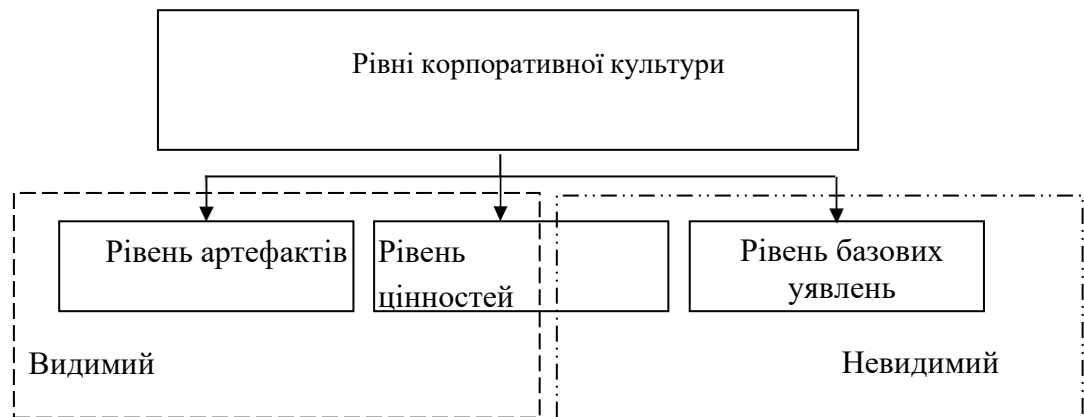 Рівні корпоративної культури
Рівень артефактів
Рівень
цінностей
Рівень базових
уявлень
Видимий
Невидимий